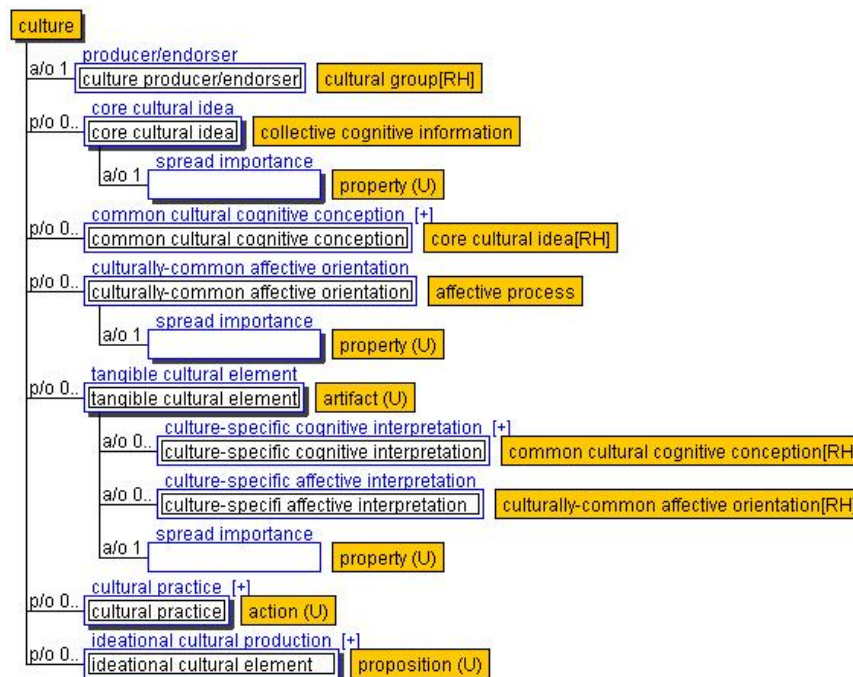 culture
producer/endorser
a/o 1 culture producer/endorser cultural group[RH]
core cultural idea
p/o 0.. core cultural idea collective cognitive information
spread importance
a/o 1 property (U)
common cultural cognitive conception [+]
p/o 0.. common cultural cognitive conception core cultural idea[RH]
culturally-common affective orientation
p/o 0.. culturally-common affective orientation affective process
spread importance
a/o 1 property (U)
tangible cultural element
p/o 0.. tangible cultural element artifact (U)
culture-specific cognitive interpretation [+]
a/o 0.. culture-specific cognitive interpretation common cultural cognitive conception[RH
culture-specific affective interpretation
a/o 0.. culture-specifi affective interpretation culturally-common affective orientation[RH]
spread importance
a/o 1 property (U)
cultural practice [+]
p/o 0.. cultural practice action (U)
ideational cultural production [+]
p/o 0.. ideational cultural element proposition (U)